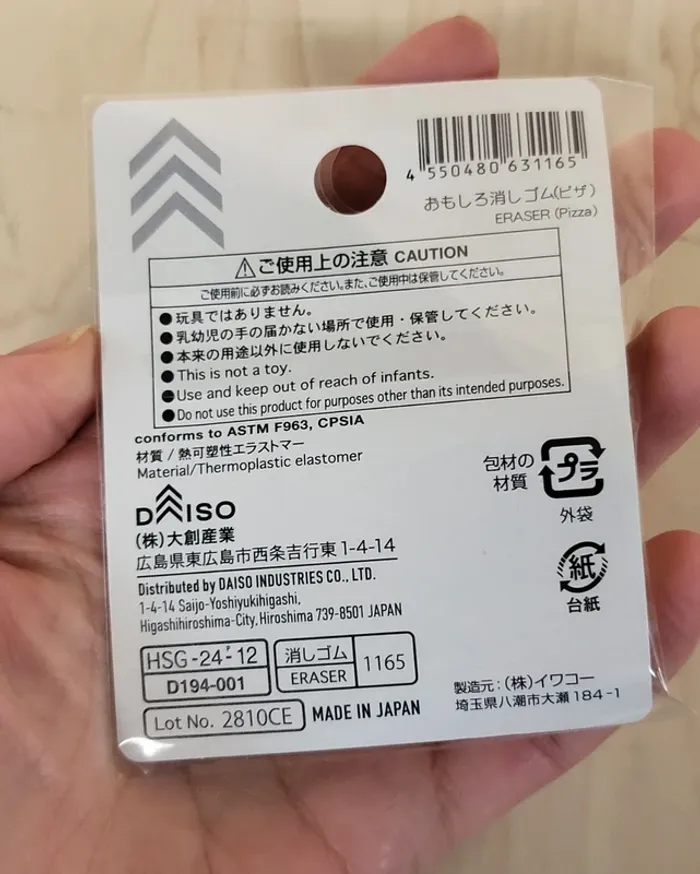 4 550480 631165
おもしろ消しゴム(ピザ)
ERASER (Pizza)
⚠ご使用上の注意 CAUTION
ご使用前に必ずお読みください。また、ご使用中は保管してください。
●玩具ではありません。
●乳幼児の手の届かない場所で使用・保管してください。
●本来の用途以外に使用しないでください。
●This is not a toy.
●Use and keep out of reach of infants.
●Do not use this product for purposes other than its intended purposes.
conforms to ASTM F963, CPSIA
材質/熱可塑性エラストマー
Material/Thermoplastic elastomer
包材の
材質
プラ
外袋
紙
台紙
DAISO
(株)大創産業
広島県東広島市西条吉行東1-4-14
Distributed by DAISO INDUSTRIES CO., LTD.
1-4-14 Saijo-Yoshiyukihigashi,
Higashihiroshima-City, Hiroshima 739-8501 JAPAN
HSG-24-12
D194-001
消しゴム
ERASER
1165
Lot No. 2810CE
MADE IN JAPAN
製造元:(株)イワコー
埼玉県八潮市大瀬184-1